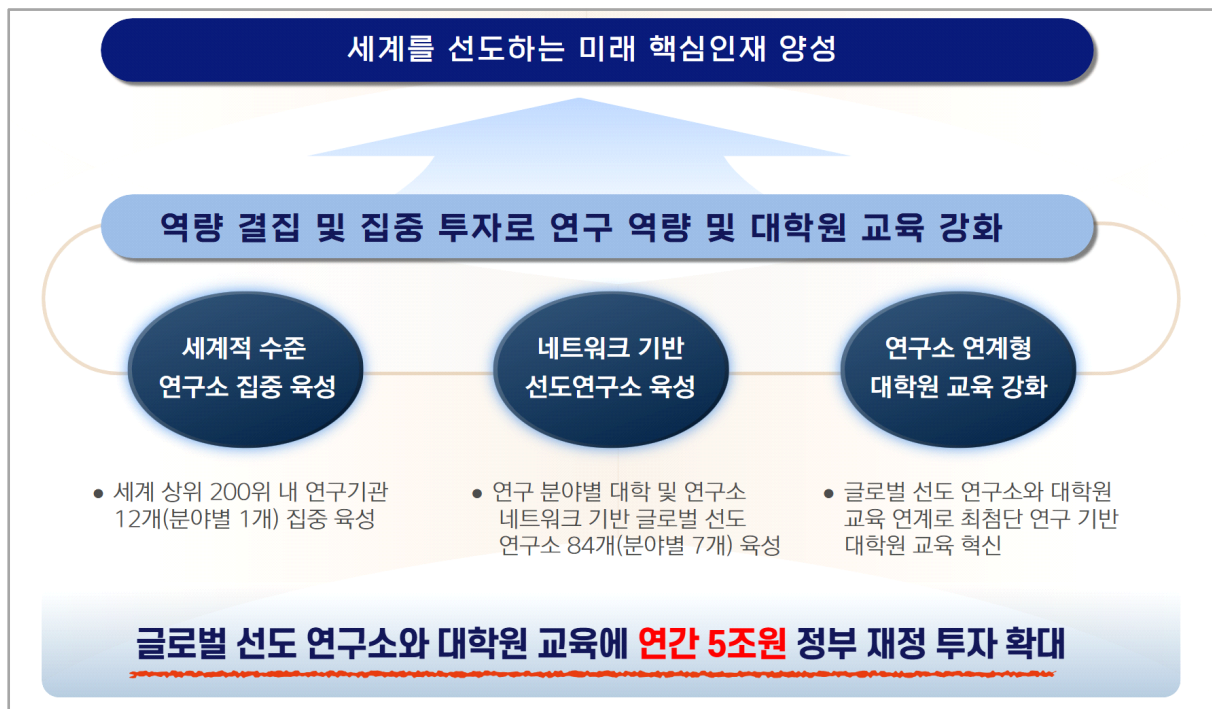 세계를 선도하는 미래 핵심인재 양성
역량 결집 및 집중 투자로 연구 역량 및 대학원 교육 강화
세계적 수준
연구소 집중 육성
네트워크 기반
선도연구소 육성
연구소 연계형
대학원 교육 강화
• 세계 상위 200위 내 연구기관
12개(분야별 1개) 집중 육성
• 연구 분야별 대학 및 연구소
네트워크 기반 글로벌 선도
연구소 84개(분야별 7개) 육성
• 글로벌 선도 연구소와 대학원
교육 연계로 최첨단 연구 기반
대학원 교육 혁신
글로벌 선도 연구소와 대학원 교육에 연간 5조원 정부 재정 투자 확대